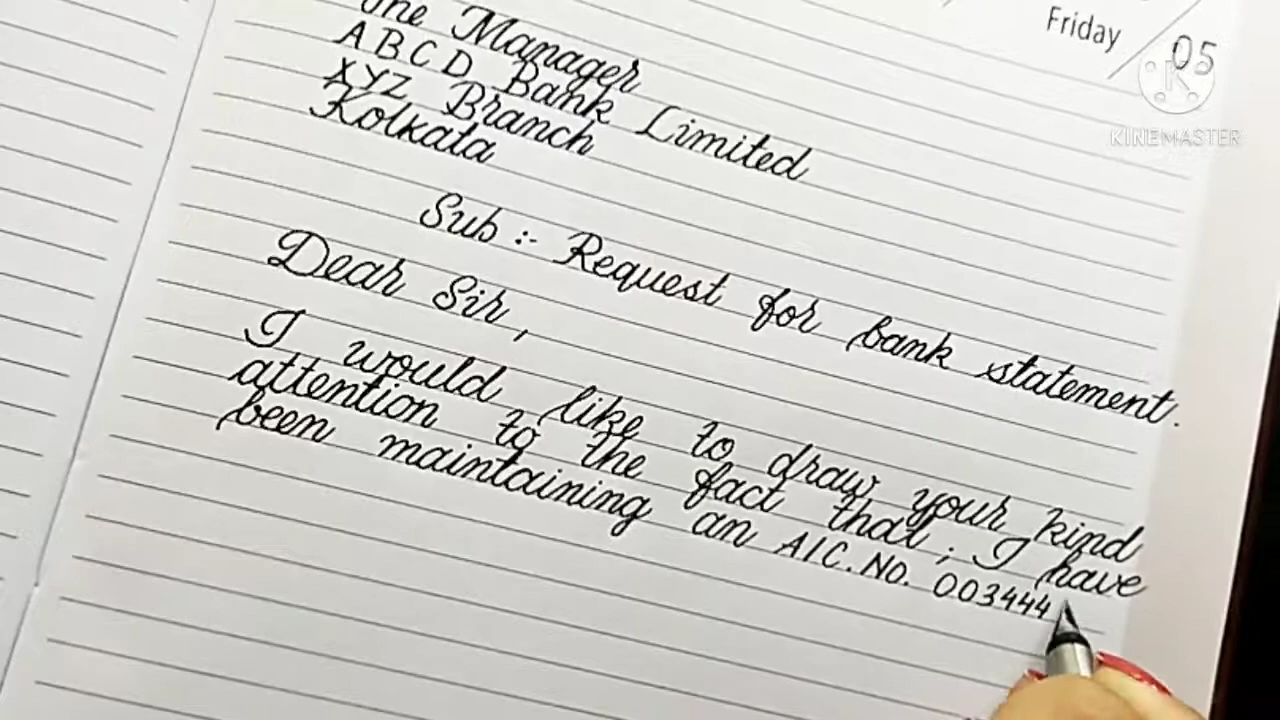 Friday 05
KINEMASTER
The Manager
ABCD Bank Limited
XYZ Branch
Kolkata
Sub :- Request for bank statement.
Dear Sir,
I would like to draw your kind
attention to the fact that; I have
been maintaining an A/C. No. 003444